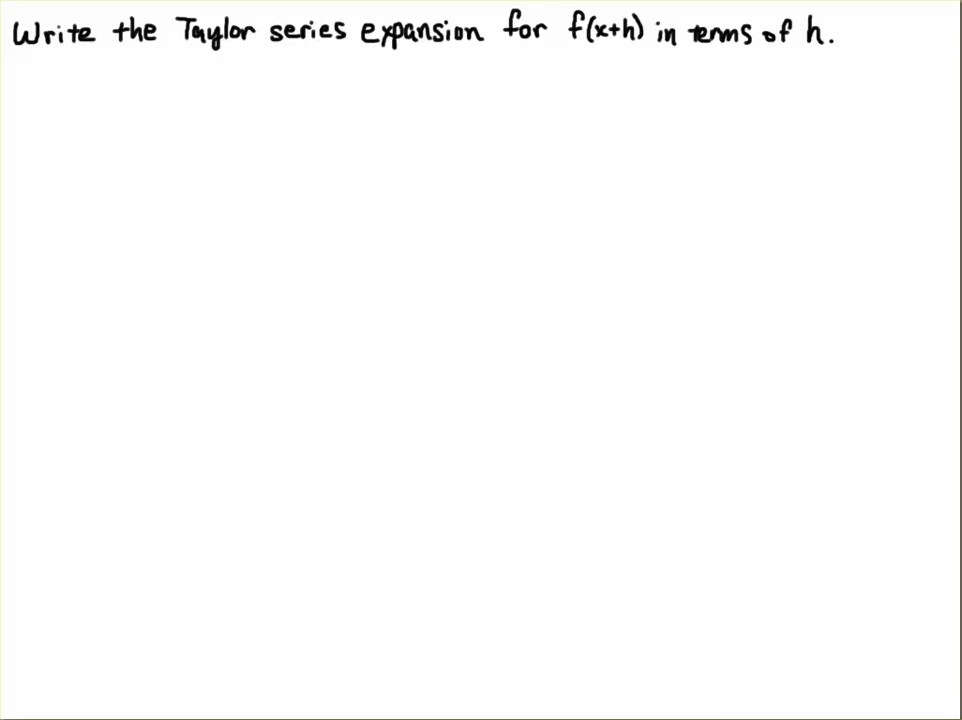 Write the Taylor series expansion for f(x+h) in terms of h.